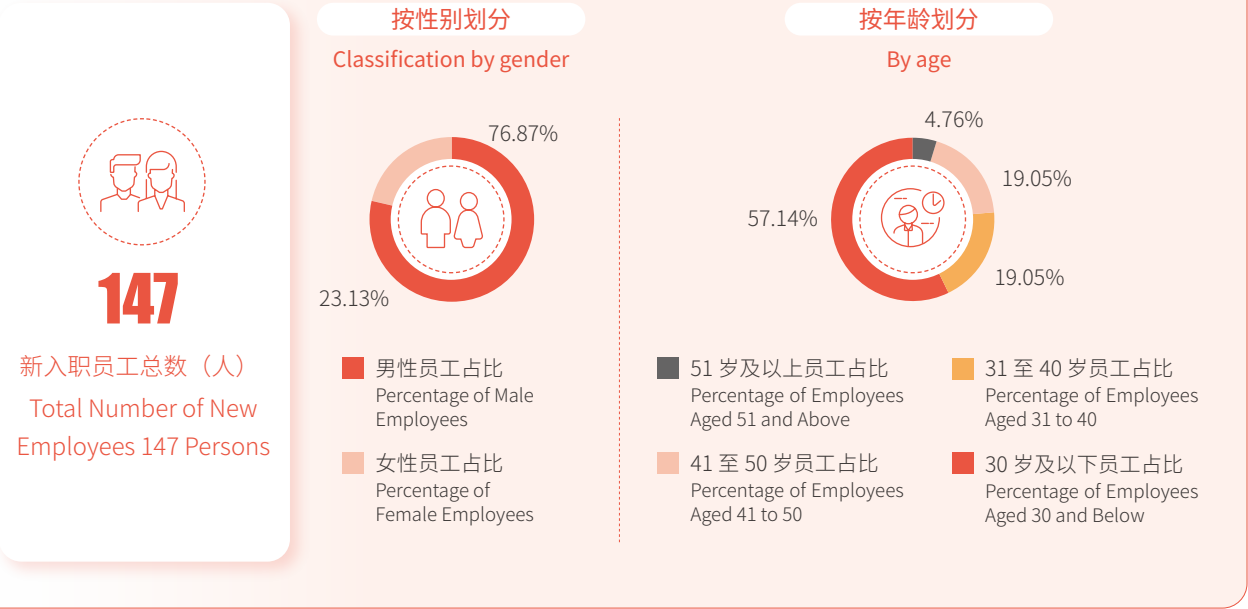 147
新入职员工总数（人）
Total Number of New
Employees 147 Persons
按性别划分
Classification by gender
76.87%
23.13%
男性员工占比
Percentage of Male
Employees
女性员工占比
Percentage of
Female Employees
按年龄划分
By age
4.76%
19.05%
57.14%
19.05%
51 岁及以上员工占比
Percentage of Employees
Aged 51 and Above
31 至 40 岁员工占比
Percentage of Employees
Aged 31 to 40
41 至 50 岁员工占比
Percentage of Employees
Aged 41 to 50
30 岁及以下员工占比
Percentage of Employees
Aged 30 and Below